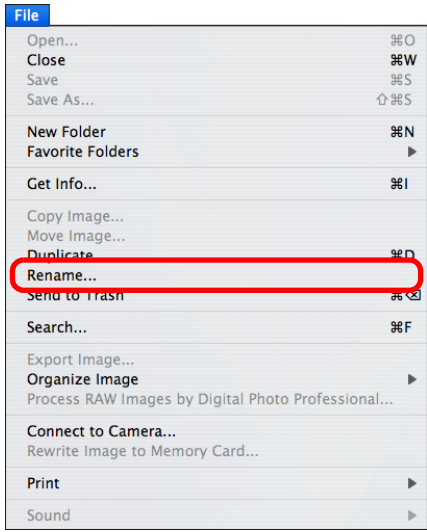 File
Open... ⌘O
Close ⌘W
Save ⌘S
Save As... ⇧⌘S
New Folder ⌘N
Favorite Folders ▶
Get Info... ⌘I
Copy Image...
Move Image...
Duplicate ⌘D
Rename...
Send to Trash ⌘⌫
Search... ⌘F
Export Image...
Organize Image ▶
Process RAW Images by Digital Photo Professional...
Connect to Camera...
Rewrite Image to Memory Card...
Print ▶
Sound ▶